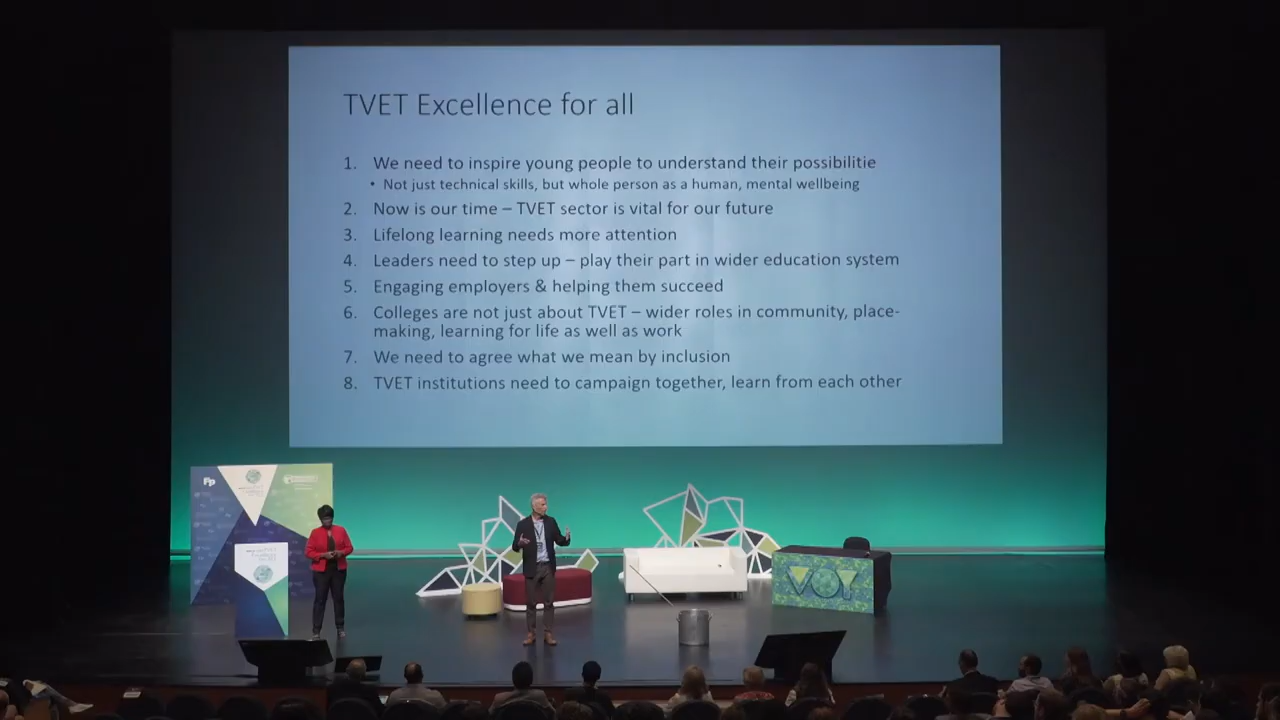 TVET Excellence for all
1. We need to inspire young people to understand their possibilitie
• Not just technical skills, but whole person as a human, mental wellbeing
2. Now is our time – TVET sector is vital for our future
3. Lifelong learning needs more attention
4. Leaders need to step up – play their part in wider education system
5. Engaging employers & helping them succeed
6. Colleges are not just about TVET – wider roles in community, place-
making, learning for life as well as work
7. We need to agree what we mean by inclusion
8. TVET institutions need to campaign together, learn from each other
VOY